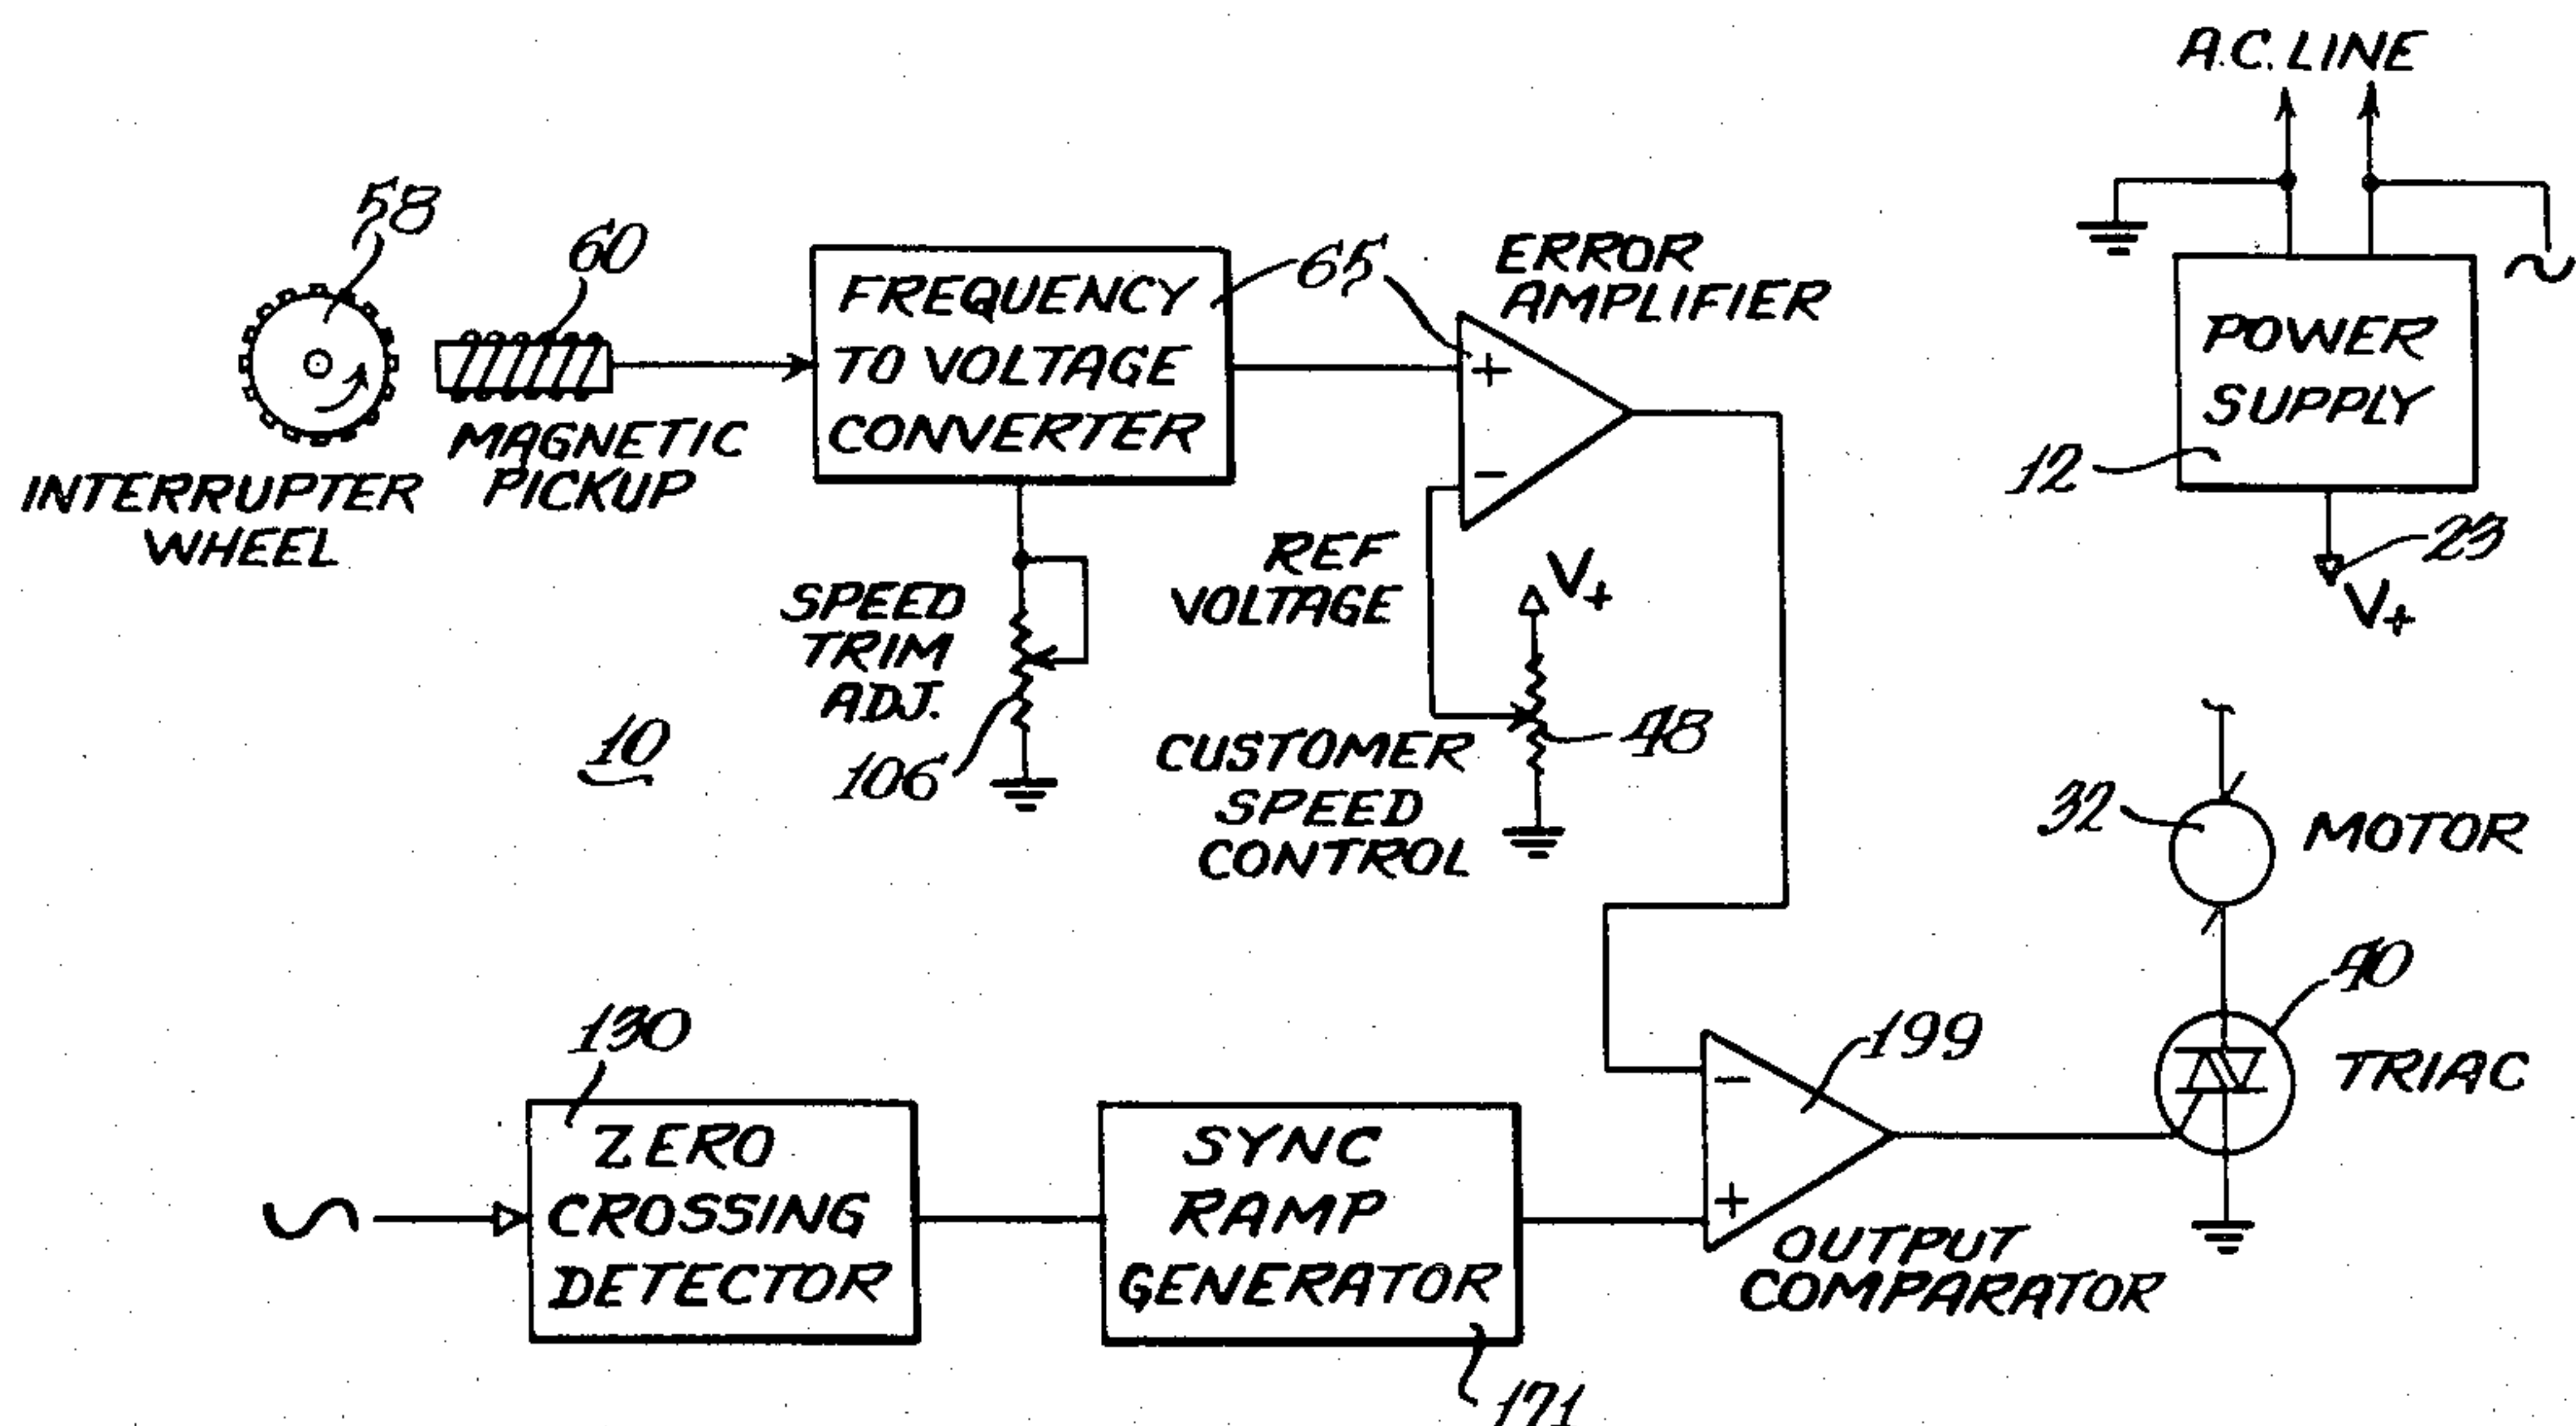 A.C. LINE
58
60
FREQUENCY
TO VOLTAGE
CONVERTER
65
ERROR
AMPLIFIER
+
−
POWER
SUPPLY
12
23
V+
INTERRUPTER
WHEEL
MAGNETIC
PICKUP
SPEED
TRIM
ADJ.
106
10
REF
VOLTAGE
V+
CUSTOMER
SPEED
CONTROL
48
32
MOTOR
40
TRIAC
130
ZERO
CROSSING
DETECTOR
SYNC
RAMP
GENERATOR
171
−
+
199
OUTPUT
COMPARATOR